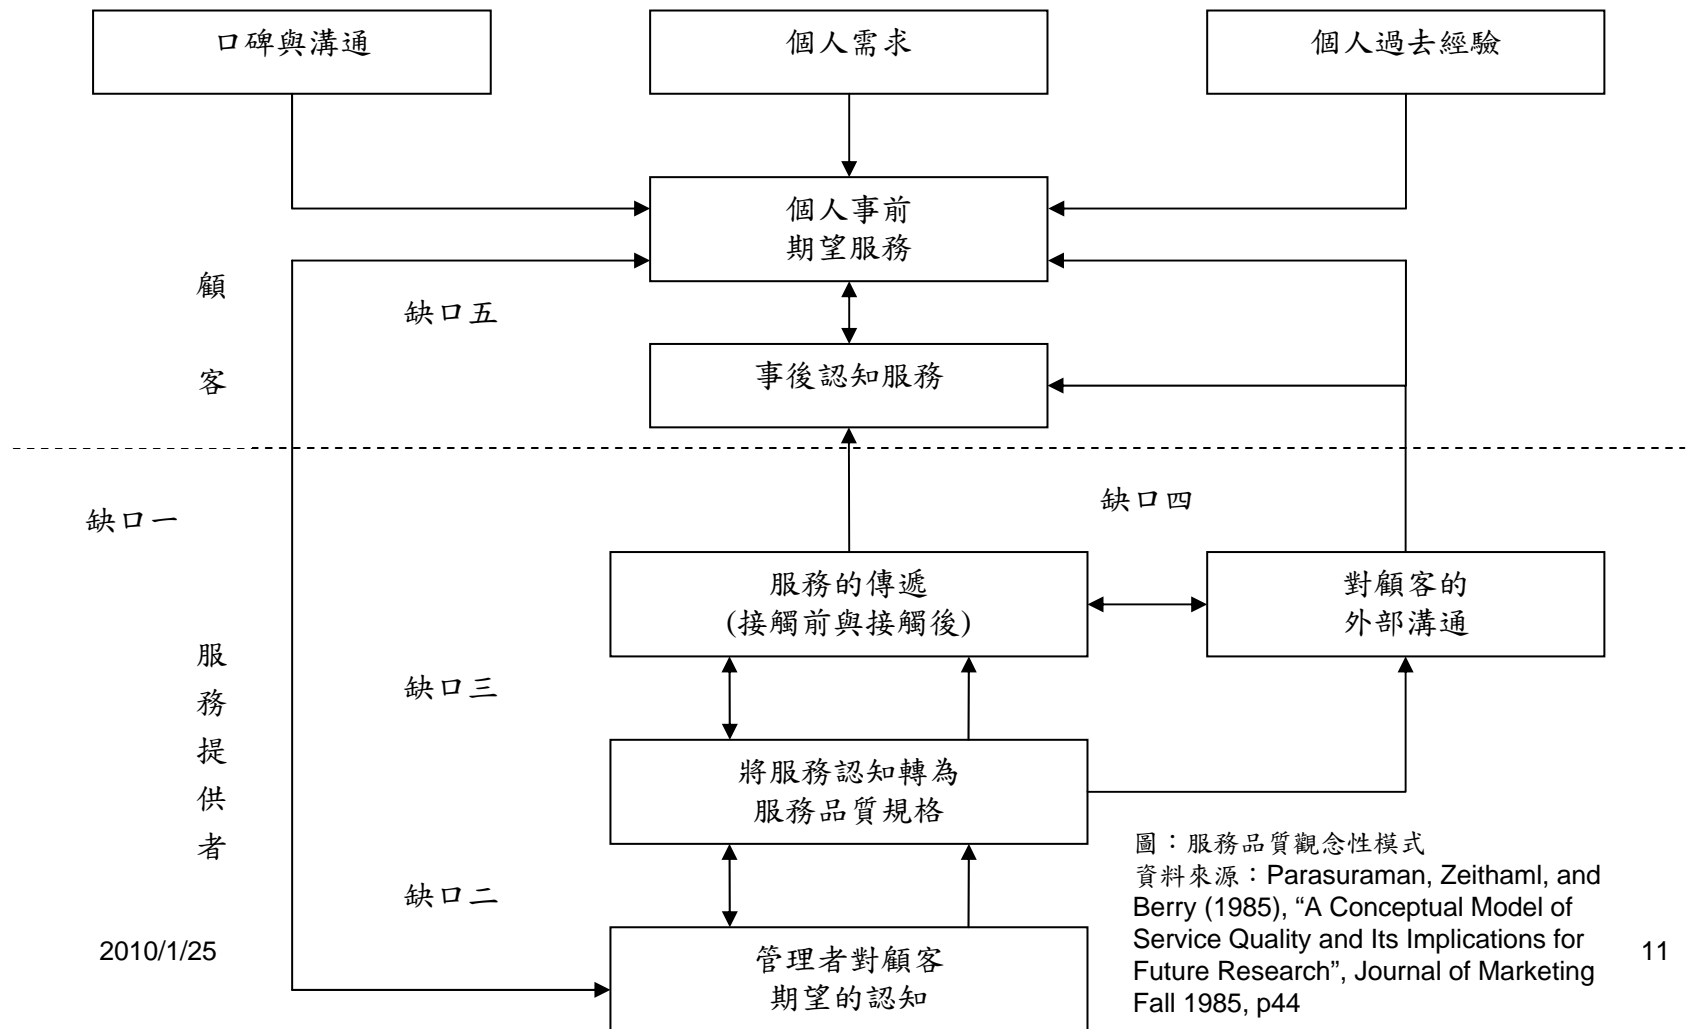 口碑與溝通
個人需求
個人過去經驗
個人事前
期望服務
顧
客
缺口五
事後認知服務
缺口一
缺口四
服務的傳遞
(接觸前與接觸後)
對顧客的
外部溝通
服
務
提
供
者
缺口三
將服務認知轉為
服務品質規格
缺口二
管理者對顧客
期望的認知
圖：服務品質觀念性模式
資料來源：Parasuraman, Zeithaml, and
Berry (1985), “A Conceptual Model of
Service Quality and Its Implications for
Future Research”, Journal of Marketing
Fall 1985, p44
2010/1/25
11